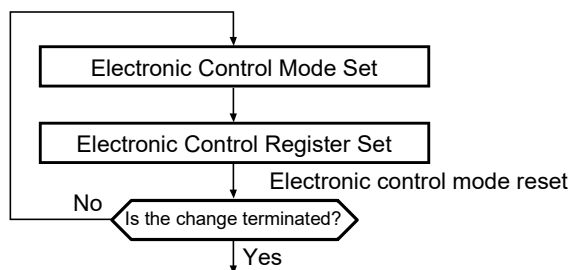 Electronic Control Mode Set
Electronic Control Register Set
Electronic control mode reset
No
Is the change terminated?
Yes